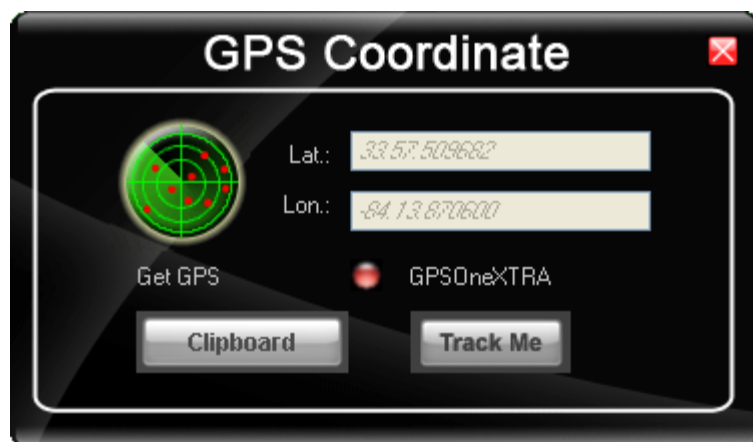 GPS Coordinate
Lat.: 33.57.509682
Lon.: -84.13.870600
Get GPS GPSOneXTRA
Clipboard Track Me